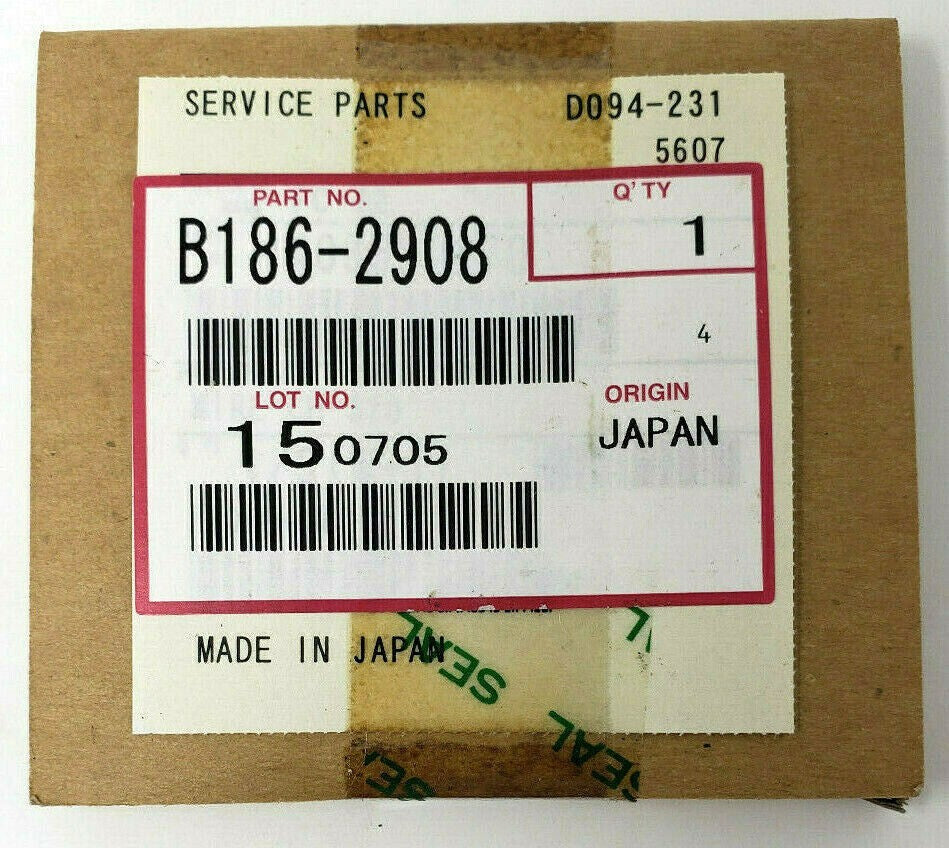 SERVICE PARTS D094-231
5607
PART NO. Q'TY
B186-2908 1
4
LOT NO. ORIGIN
150705 JAPAN
MADE IN JAPAN
SEAL
SEAL